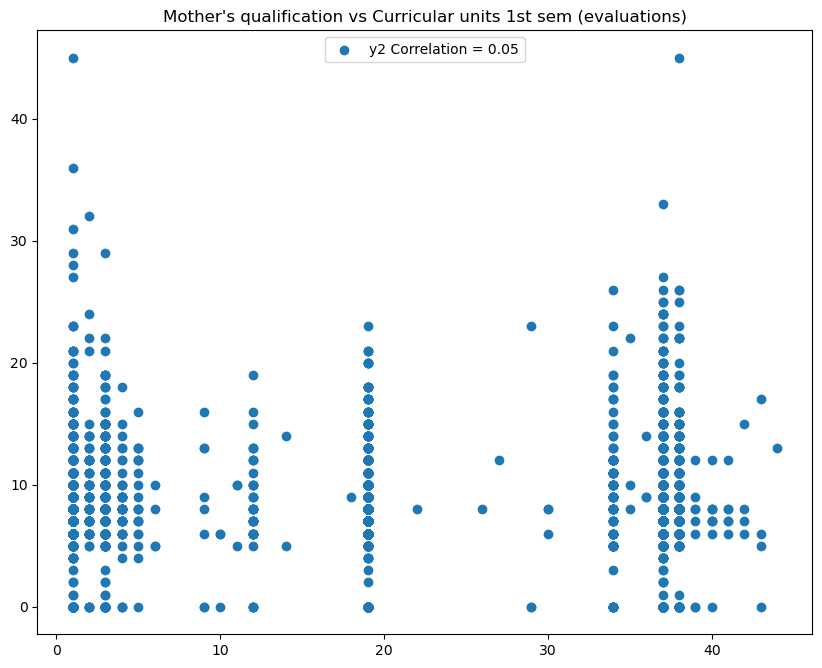 Mother's qualification vs Curricular units 1st sem (evaluations)
y2 Correlation = 0.05
40
30
20
10
0
0 10 20 30 40